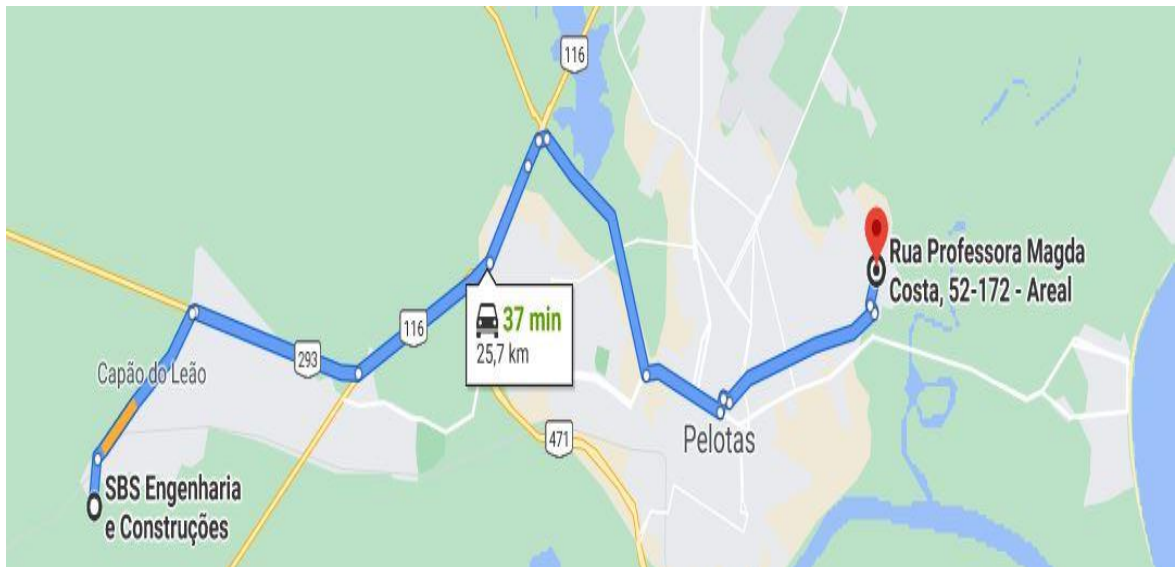 116
Rua Professora Magda
Costa, 52-172 - Areal
37 min
25,7 km
116
293
Capão do Leão
471
Pelotas
SBS Engenharia
e Construções